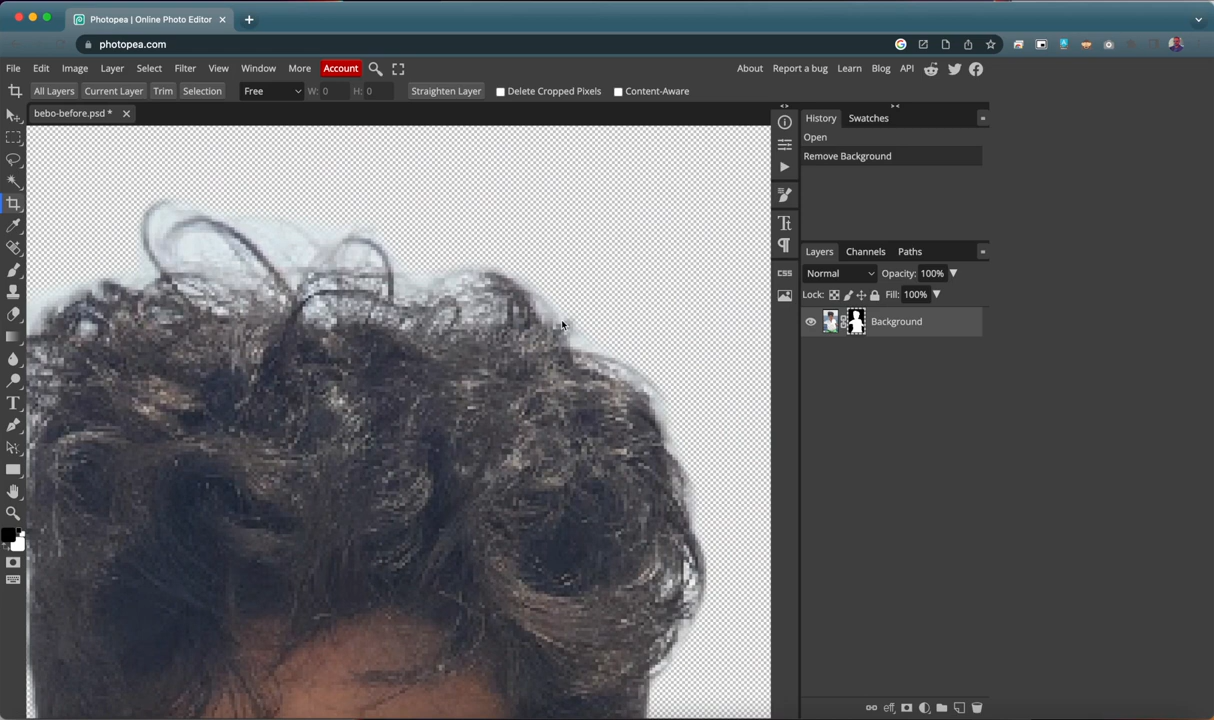 Photopea | Online Photo Editor
photopea.com
File Edit Image Layer Select Filter View Window More Account About Report a bug Learn Blog API
All Layers Current Layer Trim Selection Free W: 0 H: 0 Straighten Layer Delete Cropped Pixels Content-Aware
bebo-before.psd *
History Swatches
Open
Remove Background
Layers Channels Paths
Normal Opacity: 100%
Lock: Fill: 100%
Background
CSS
eff